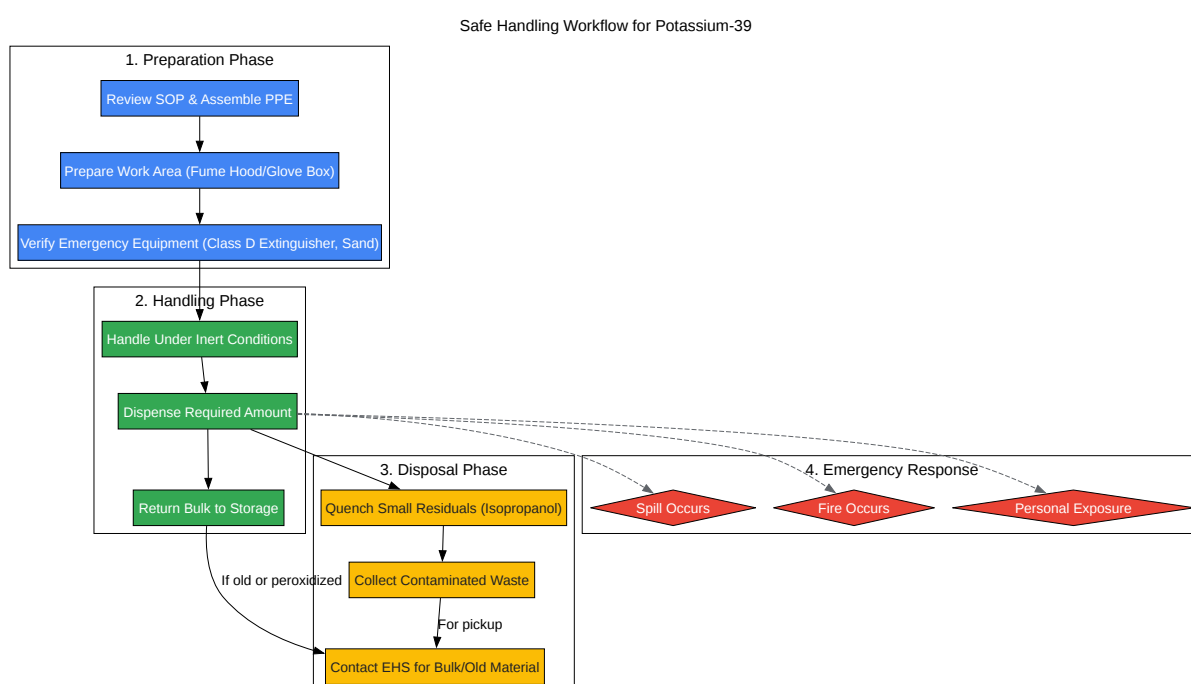 Safe Handling Workflow for Potassium-39
1. Preparation Phase
Review SOP & Assemble PPE
Prepare Work Area (Fume Hood/Glove Box)
Verify Emergency Equipment (Class D Extinguisher, Sand)
2. Handling Phase
Handle Under Inert Conditions
Dispense Required Amount
Return Bulk to Storage
If old or peroxidized
3. Disposal Phase
Quench Small Residuals (Isopropanol)
Collect Contaminated Waste
For pickup
Contact EHS for Bulk/Old Material
4. Emergency Response
Spill Occurs
Fire Occurs
Personal Exposure